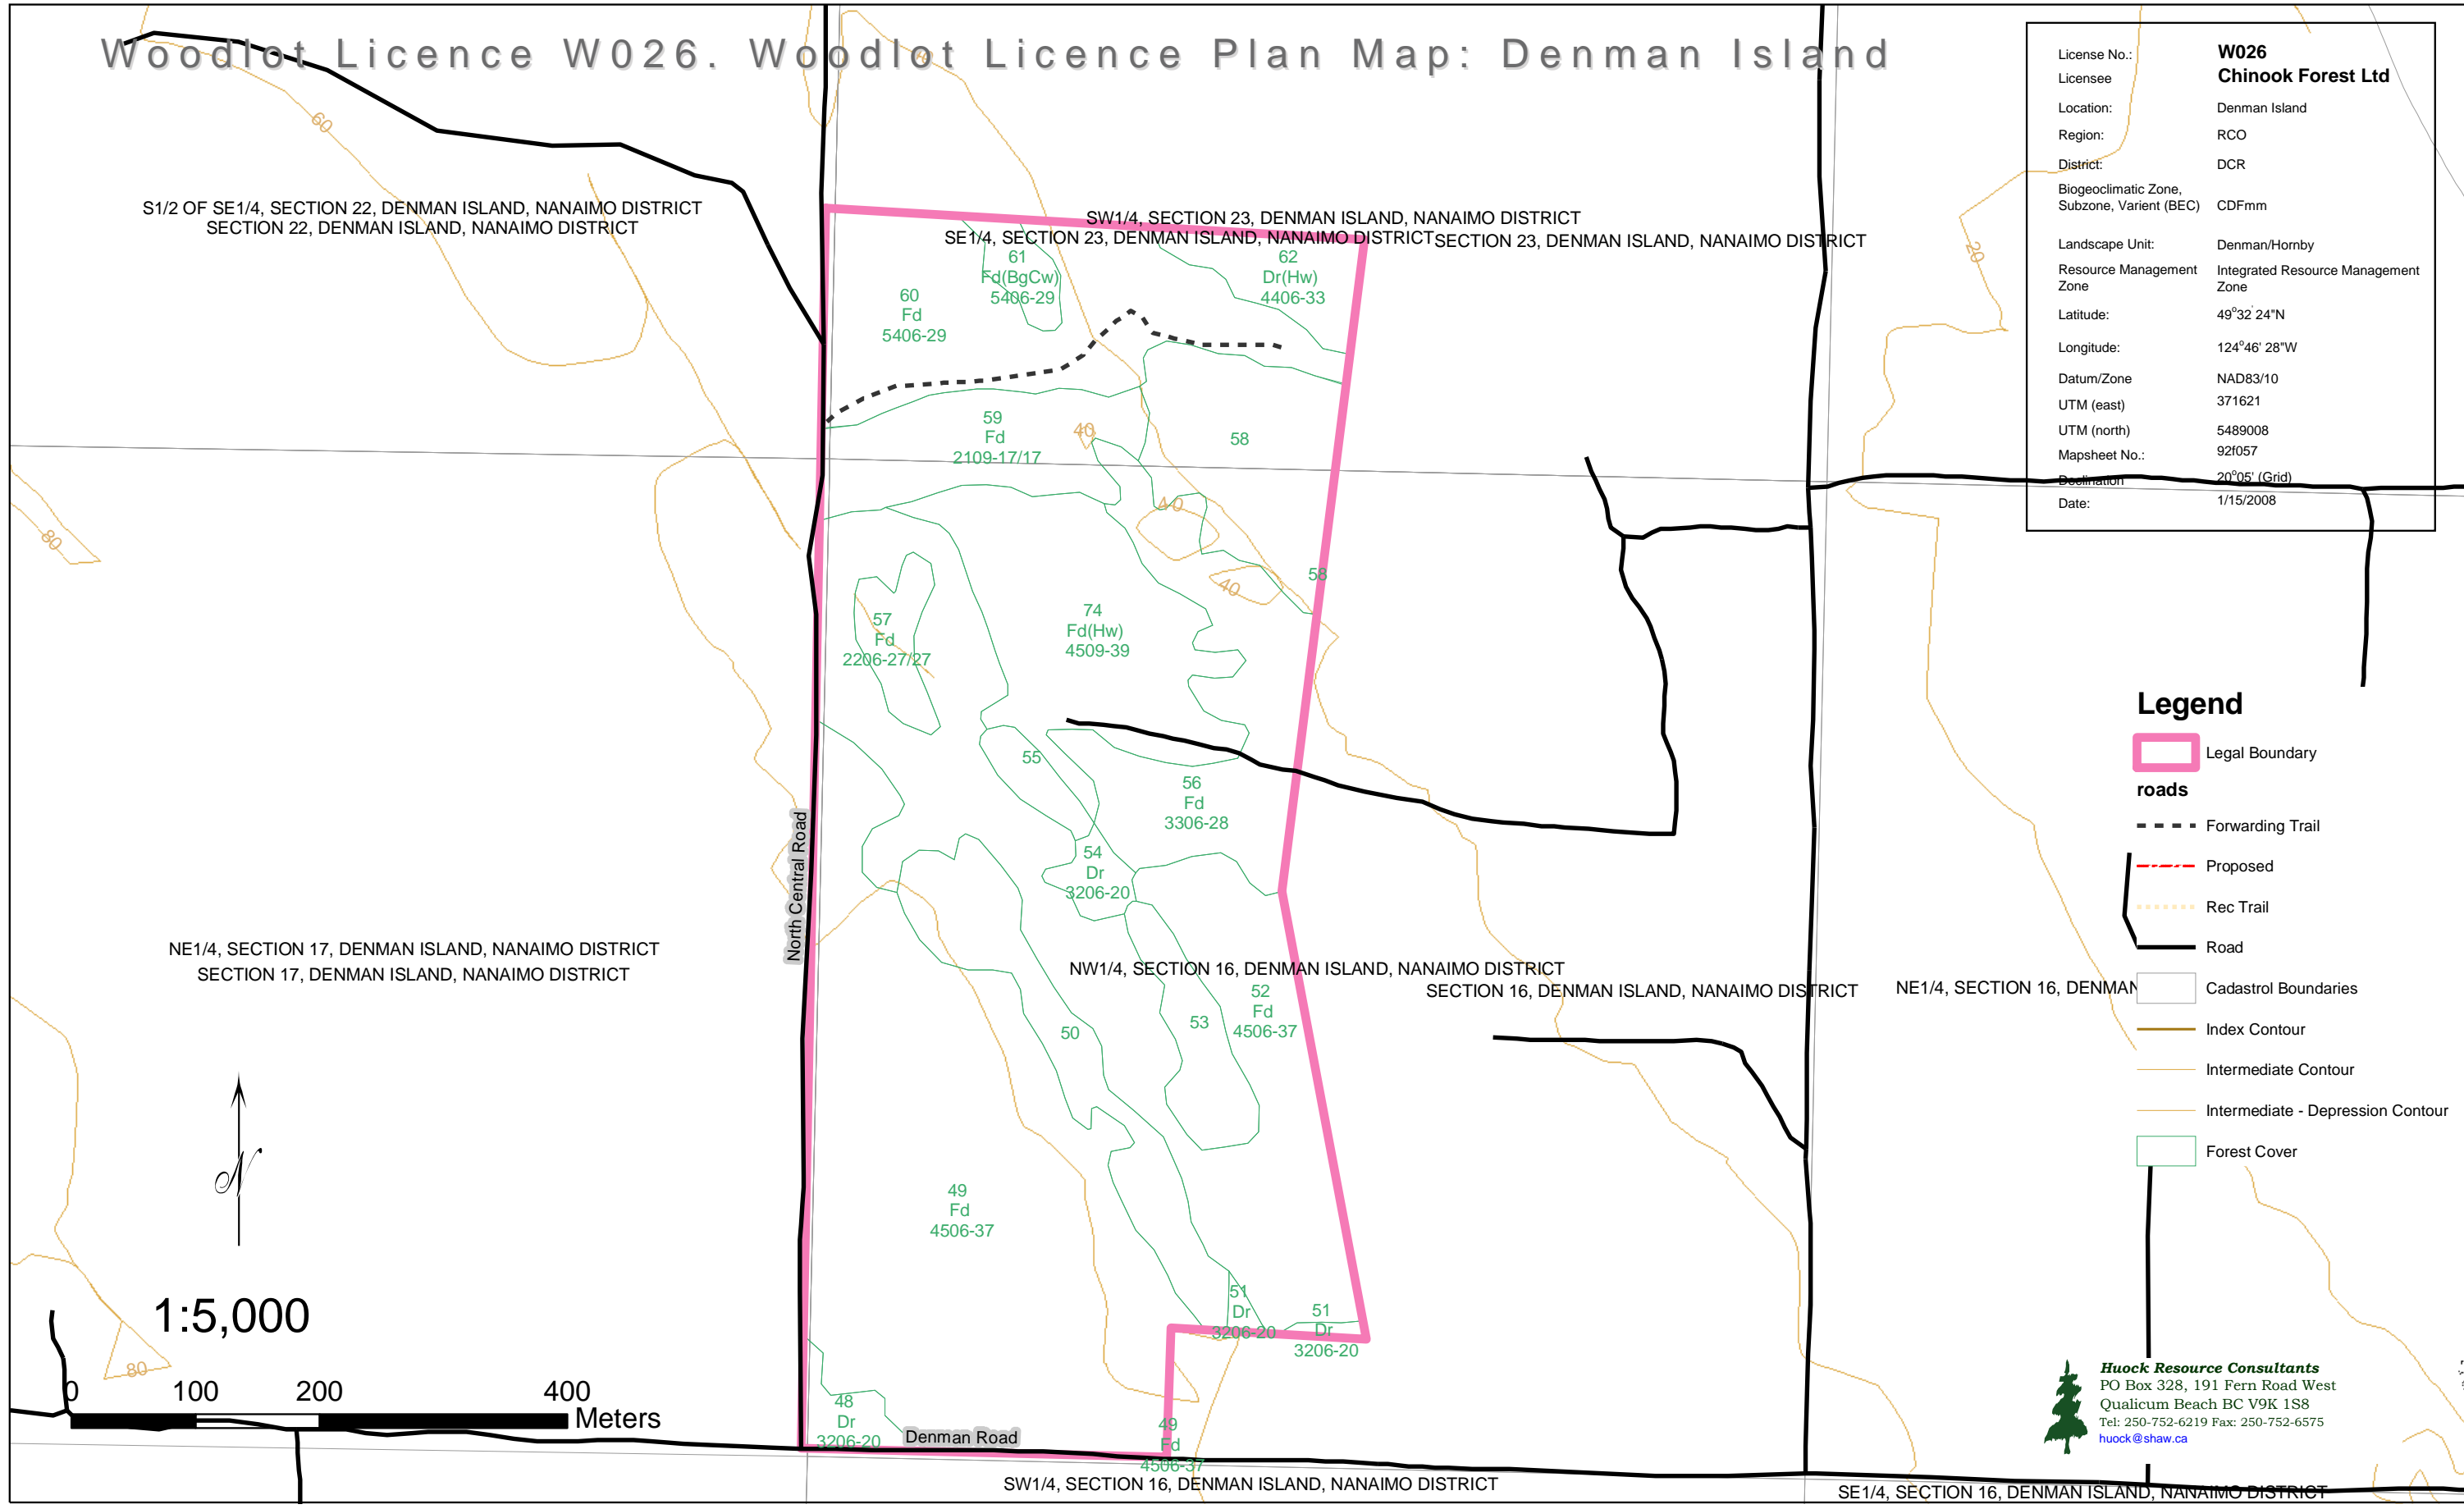 Woodlot Licence W026. Woodlot Licence Plan Map: Denman Island
License No.: W026
Licensee Chinook Forest Ltd
Location: Denman Island
Region: RCO
District: DCR
Biogeoclimatic Zone,
Subzone, Varient (BEC) CDFmm
Landscape Unit: Denman/Hornby
Resource Management Integrated Resource Management
Zone Zone
Latitude: 49°32' 24"N
Longitude: 124°46' 28"W
Datum/Zone NAD83/10
UTM (east) 371621
UTM (north) 5489008
Mapsheet No.: 92f057
Declination 20°05' (Grid)
Date: 1/15/2008
60
20
S1/2 OF SE1/4, SECTION 22, DENMAN ISLAND, NANAIMO DISTRICT
SECTION 22, DENMAN ISLAND, NANAIMO DISTRICT
SW1/4, SECTION 23, DENMAN ISLAND, NANAIMO DISTRICT
SE1/4, SECTION 23, DENMAN ISLAND, NANAIMO DISTRICT
SECTION 23, DENMAN ISLAND, NANAIMO DISTRICT
61
Fd(BgCw)
5406-29
62
Dr(Hw)
4406-33
60
Fd
5406-29
59
Fd
2109-17/17
40
58
40
80
58
40
57
Fd
2206-27/27
74
Fd(Hw)
4509-39
55
56
Fd
3306-28
54
Dr
3206-20
North Central Road
NE1/4, SECTION 17, DENMAN ISLAND, NANAIMO DISTRICT
SECTION 17, DENMAN ISLAND, NANAIMO DISTRICT
NW1/4, SECTION 16, DENMAN ISLAND, NANAIMO DISTRICT
SECTION 16, DENMAN ISLAND, NANAIMO DISTRICT
NE1/4, SECTION 16, DENMAN
52
Fd
4506-37
53
50
49
Fd
4506-37
51
Dr
3206-20
51
Dr
3206-20
48
Dr
3206-20
49
Fd
4506-37
Denman Road
SW1/4, SECTION 16, DENMAN ISLAND, NANAIMO DISTRICT
SE1/4, SECTION 16, DENMAN ISLAND, NANAIMO DISTRICT
Legend
Legal Boundary
roads
Forwarding Trail
Proposed
Rec Trail
Road
Cadastrol Boundaries
Index Contour
Intermediate Contour
Intermediate - Depression Contour
Forest Cover
N
1:5,000
80
0 100 200 400
Meters
Huock Resource Consultants
PO Box 328, 191 Fern Road West
Qualicum Beach BC V9K 1S8
Tel: 250-752-6219 Fax: 250-752-6575
huock@shaw.ca